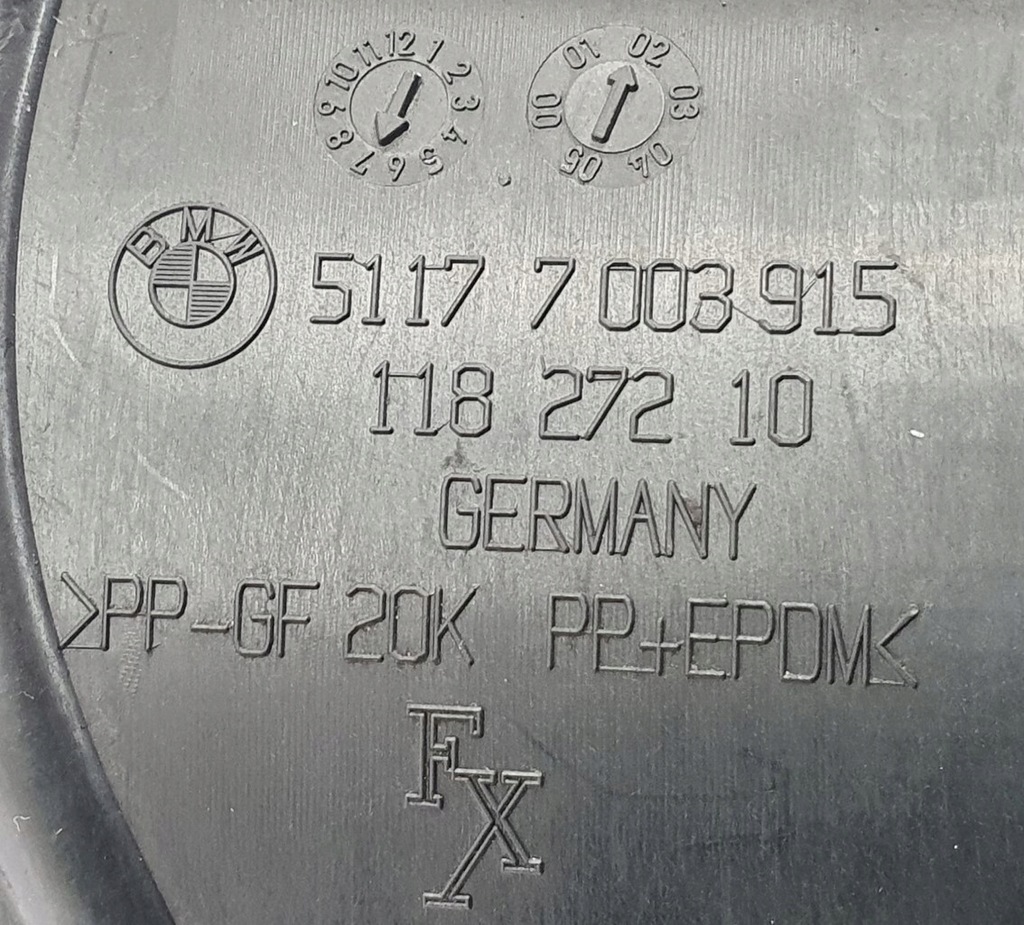 12 1 2 3 4 5 6 7 8 9 10 11
00 01 02 03 04 05
BMW
5117 7 003 915
118 272 10
GERMANY
>PP-GF 20K PP+EPDM<
FX